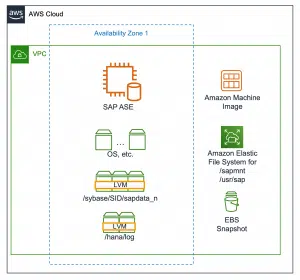 aws
AWS Cloud
Availability Zone 1
VPC
SAP ASE
Amazon Machine
Image
OS, etc.
Amazon Elastic
File System for
/sapmnt
/usr/sap
LVM
/sybase/SID/sapdata_n
LVM
/hana/log
EBS
Snapshot